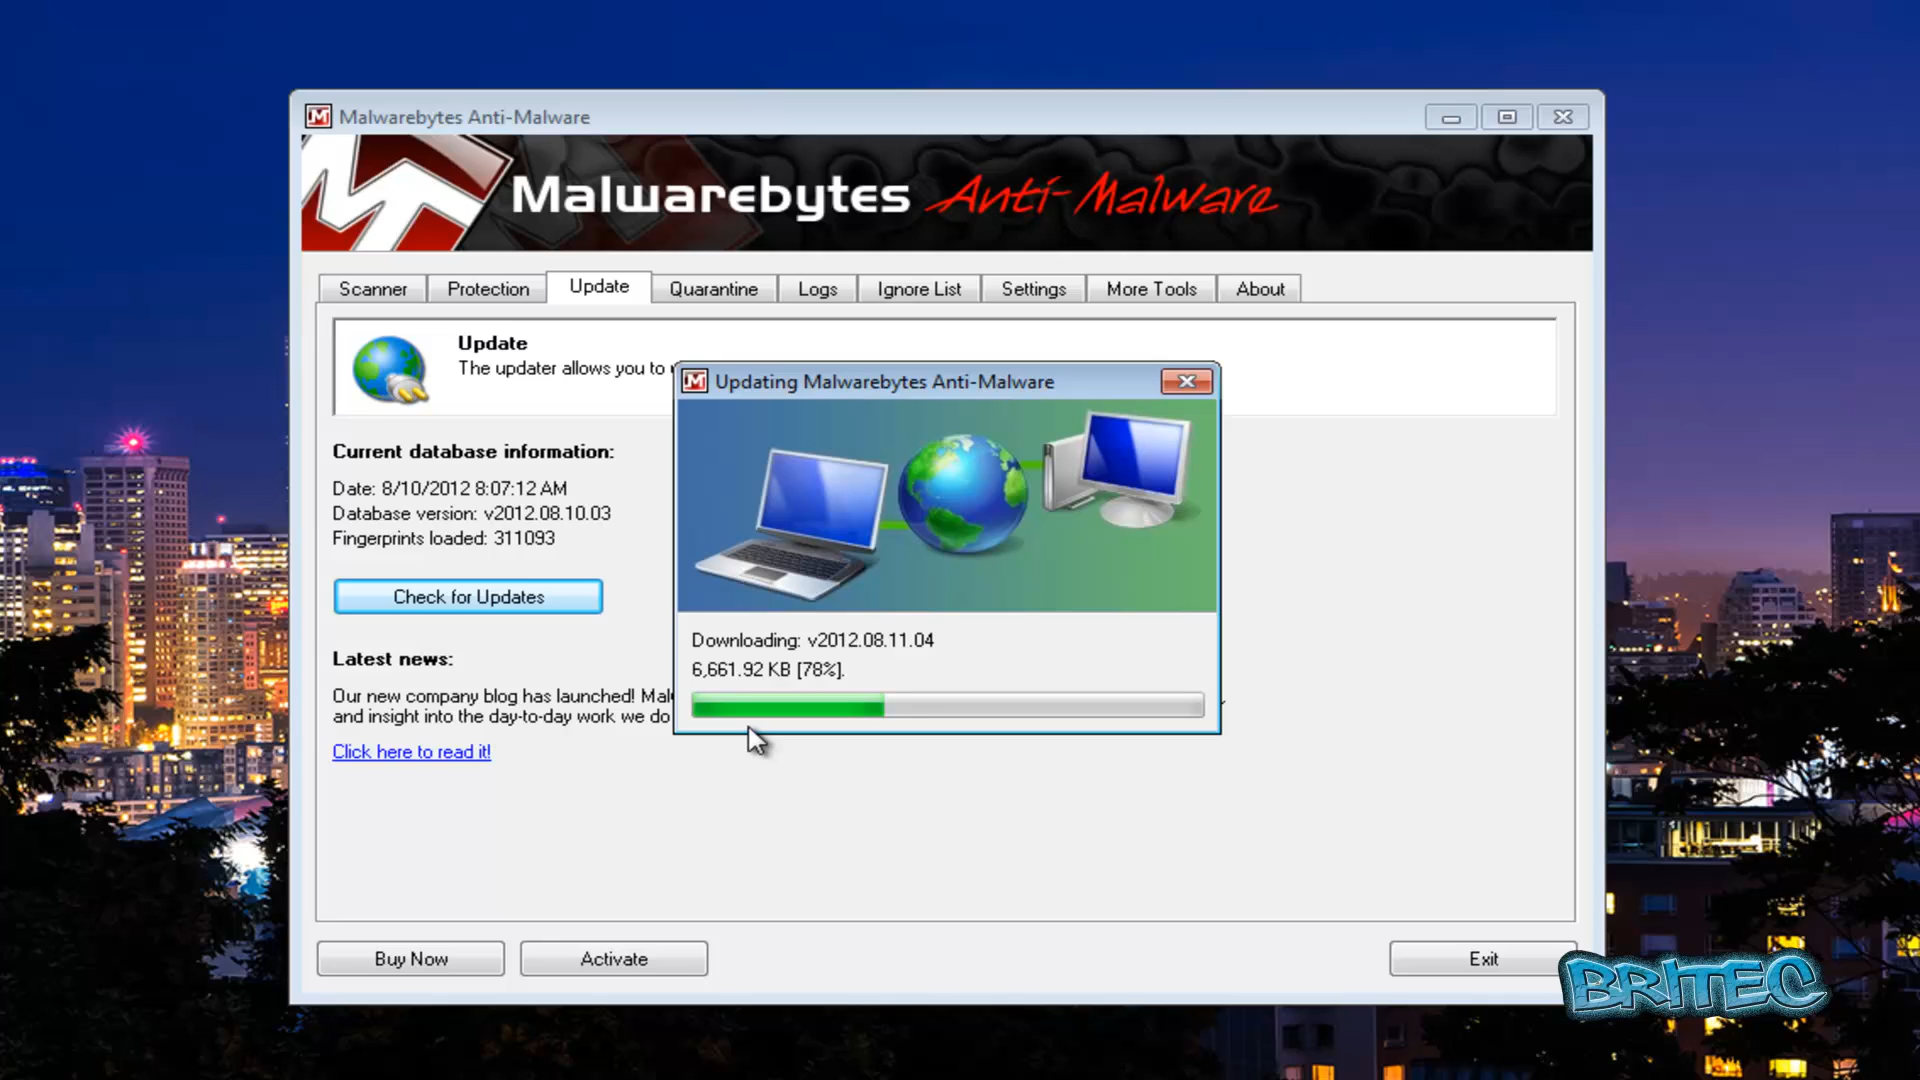 Malwarebytes Anti-Malware
Malwarebytes Anti-Malware
Scanner Protection Update Quarantine Logs Ignore List Settings More Tools About
Update
The updater allows you to
Updating Malwarebytes Anti-Malware
Current database information:
Date: 8/10/2012 8:07:12 AM
Database version: v2012.08.10.03
Fingerprints loaded: 311093
Check for Updates
Downloading: v2012.08.11.04
6,661.92 KB [78%].
Latest news:
Our new company blog has launched!
and insight into the day-to-day work we do
Click here to read it!
Buy Now Activate Exit
BRITEC